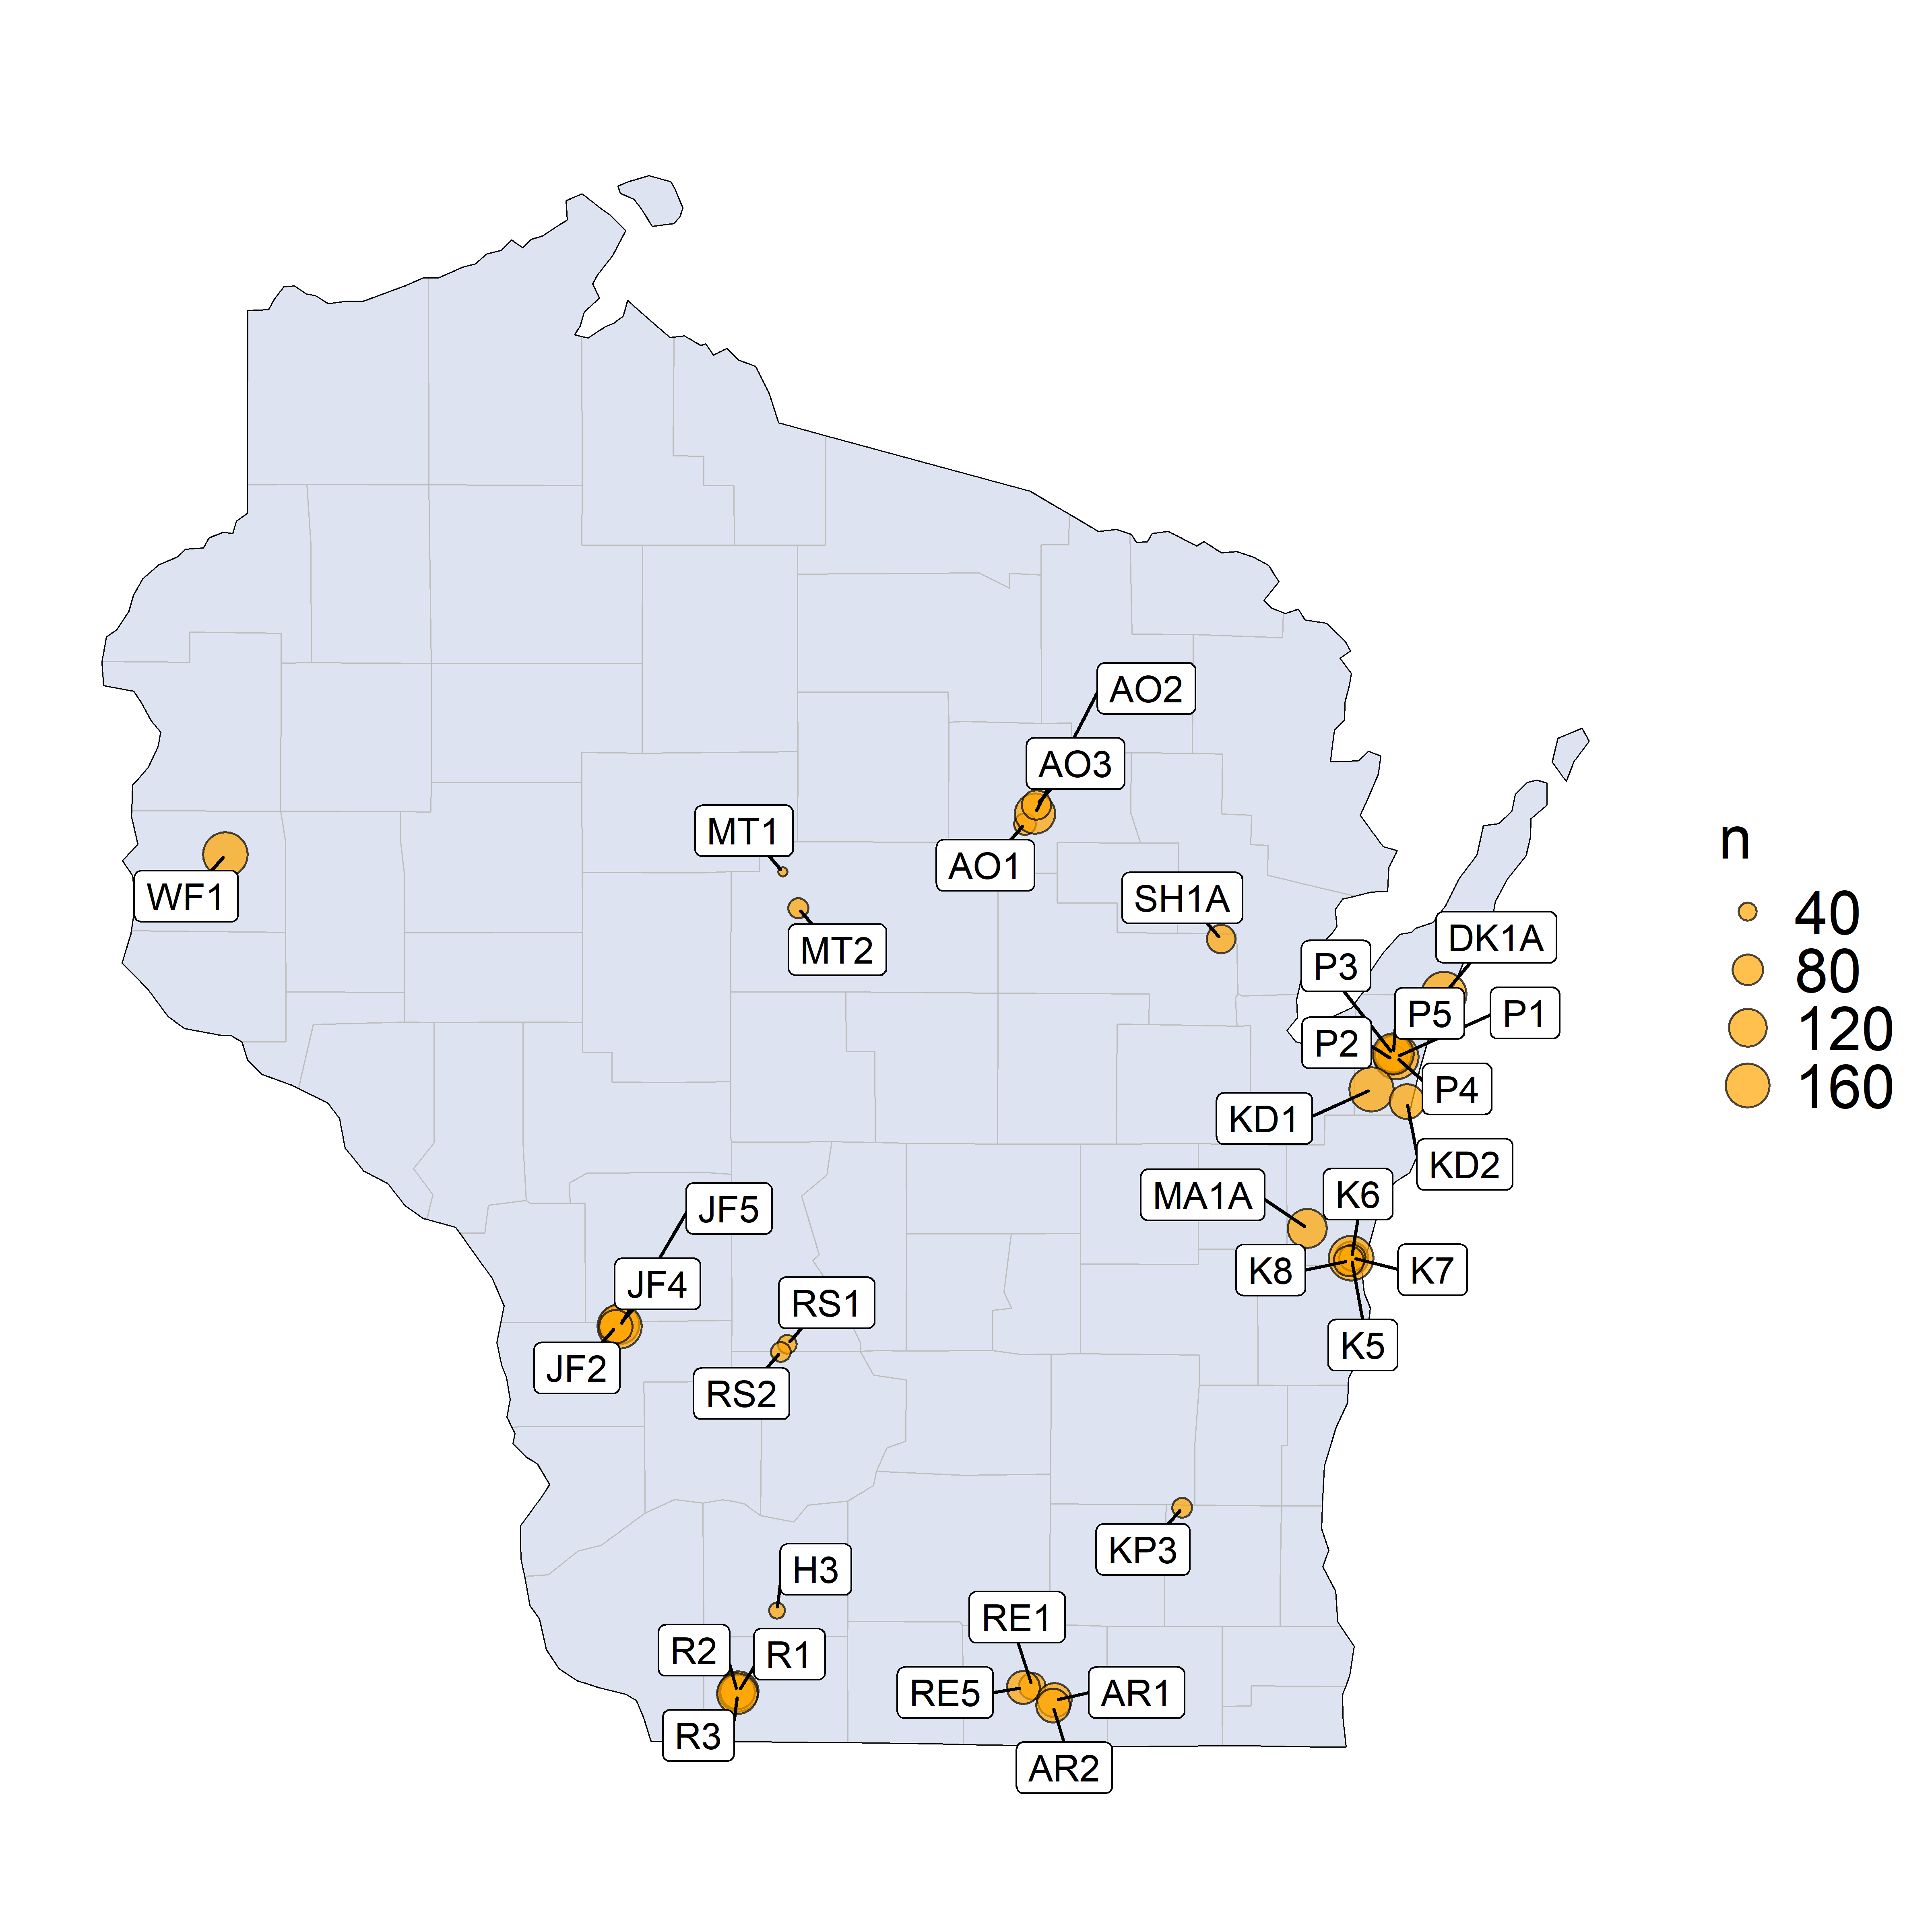 AO2
AO3
MT1
AO1
WF1
SH1A
MT2
DK1A
P3
P5
P1
P2
P4
KD1
KD2
MA1A
K6
JF5
K8
K7
JF4
RS1
K5
JF2
RS2
KP3
H3
RE1
R2
R1
RE5
AR1
R3
AR2
n
40
80
120
160